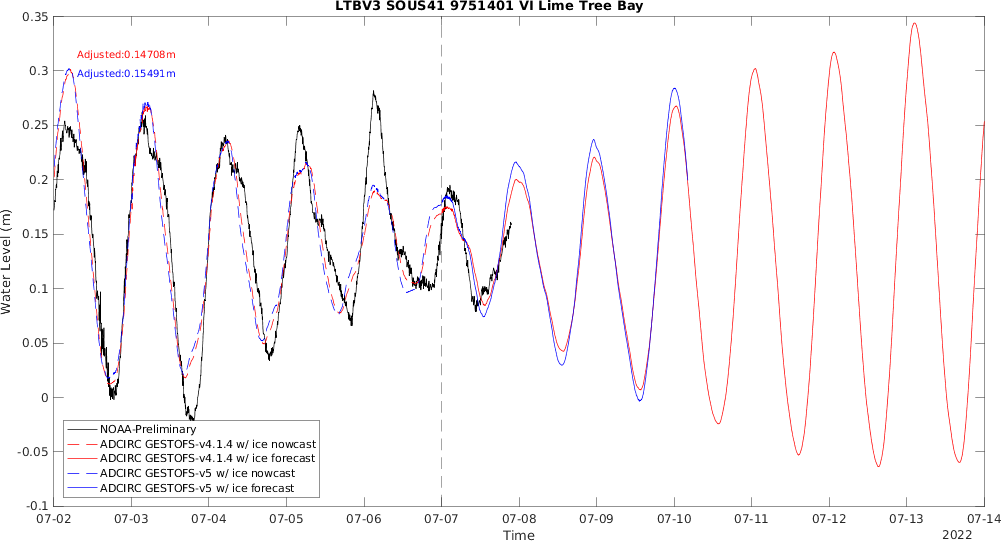 LTBV3 SOUS41 9751401 VI Lime Tree Bay
Adjusted:0.14708m
Adjusted:0.15491m
Water Level (m)
0.35
0.3
0.25
0.2
0.15
0.1
0.05
0
-0.05
-0.1
NOAA-Preliminary
ADCIRC GESTOFS-v4.1.4 w/ ice nowcast
ADCIRC GESTOFS-v4.1.4 w/ ice forecast
ADCIRC GESTOFS-v5 w/ ice nowcast
ADCIRC GESTOFS-v5 w/ ice forecast
07-02 07-03 07-04 07-05 07-06 07-07 07-08 07-09 07-10 07-11 07-12 07-13 07-14
Time
2022